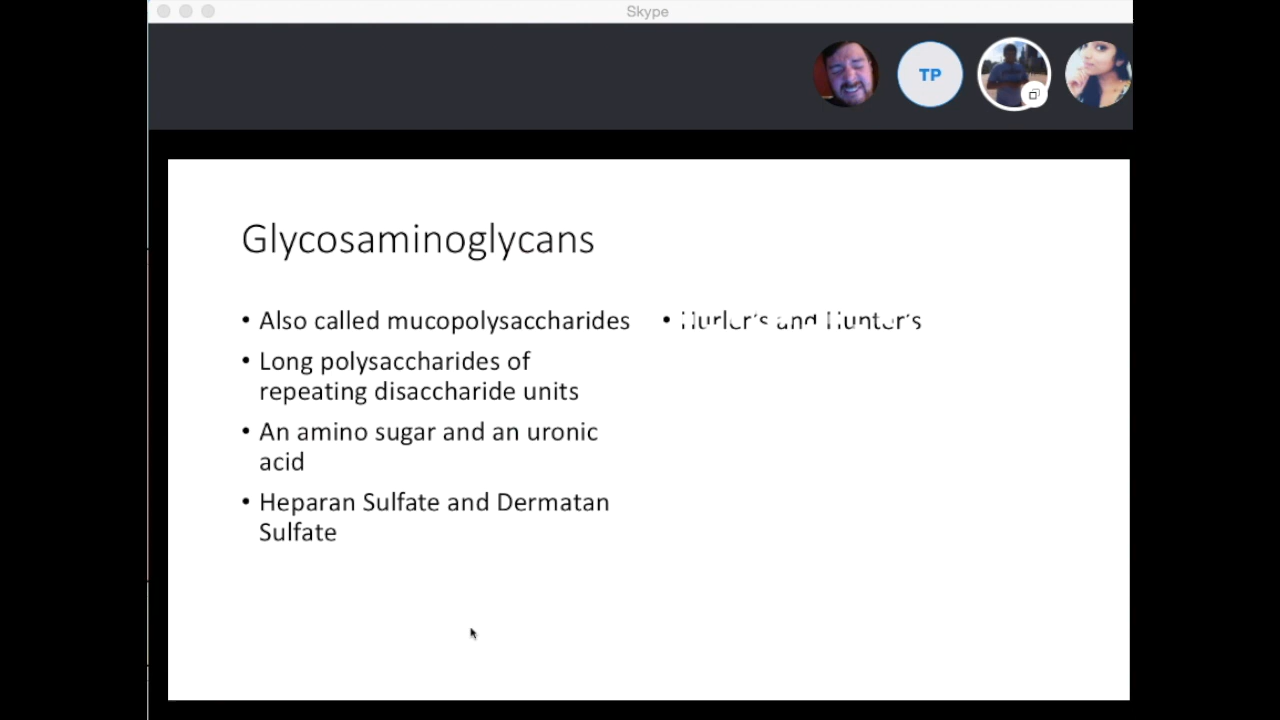 Skype
TP
Glycosaminoglycans
• Also called mucopolysaccharides
• Long polysaccharides of
repeating disaccharide units
• An amino sugar and an uronic
acid
• Heparan Sulfate and Dermatan
Sulfate
• Hurler's and Hunter's